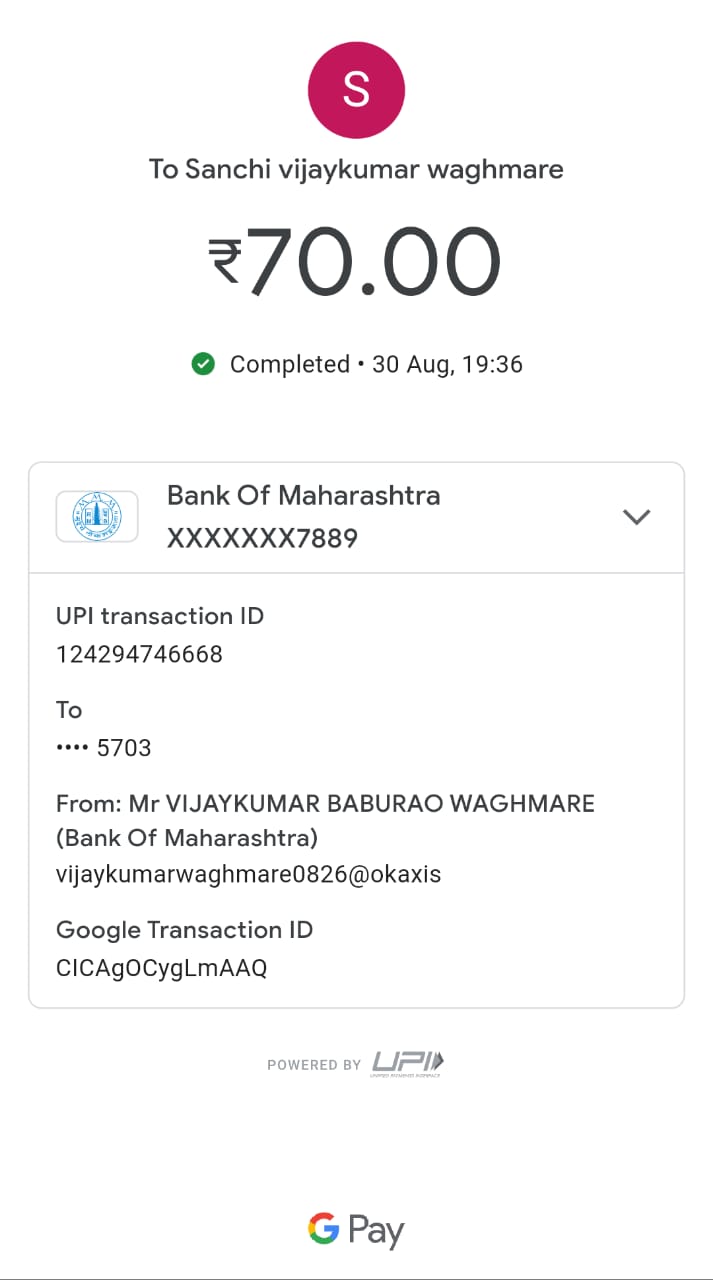 S
To Sanchi vijaykumar waghmare
₹70.00
Completed • 30 Aug, 19:36
Bank Of Maharashtra
XXXXXXX7889
UPI transaction ID
124294746668
To
•••• 5703
From: Mr VIJAYKUMAR BABURAO WAGHMARE
(Bank Of Maharashtra)
vijaykumarwaghmare0826@okaxis
Google Transaction ID
CICAgOCygLmAAQ
POWERED BY UPI
UNIFIED PAYMENTS INTERFACE
G Pay